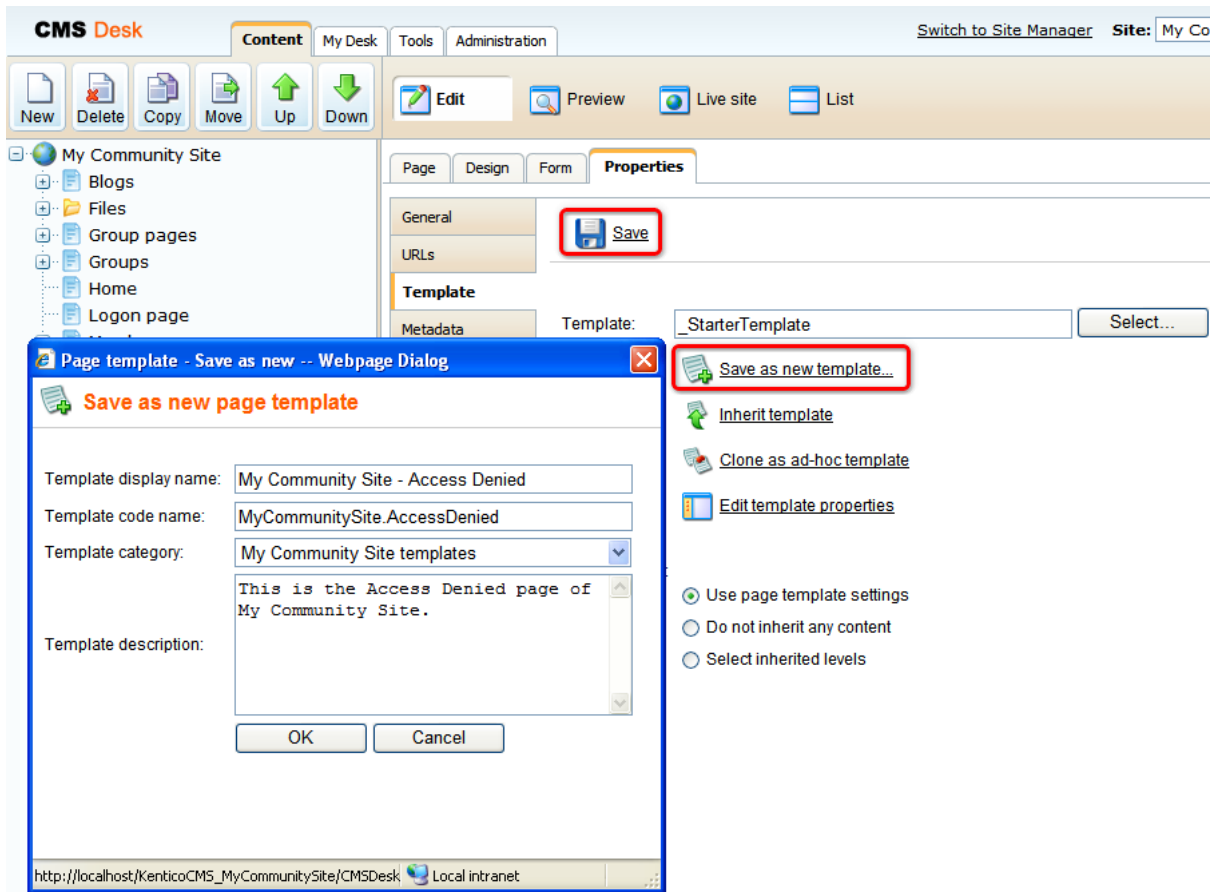 CMS Desk
Content
My Desk
Tools
Administration
Switch to Site Manager
Site: My Co
New
Delete
Copy
Move
Up
Down
Edit
Preview
Live site
List
My Community Site
Blogs
Files
Group pages
Groups
Home
Logon page
Page
Design
Form
Properties
General
URLs
Template
Metadata
Save
Template:
_StarterTemplate
Select...
Save as new template...
Inherit template
Clone as ad-hoc template
Edit template properties
Use page template settings
Do not inherit any content
Select inherited levels
Page template - Save as new -- Webpage Dialog
Save as new page template
Template display name:
My Community Site - Access Denied
Template code name:
MyCommunitySite.AccessDenied
Template category:
My Community Site templates
Template description:
This is the Access Denied page of
My Community Site.
OK
Cancel
http://localhost/KenticoCMS_MyCommunitySite/CMSDesk
Local intranet